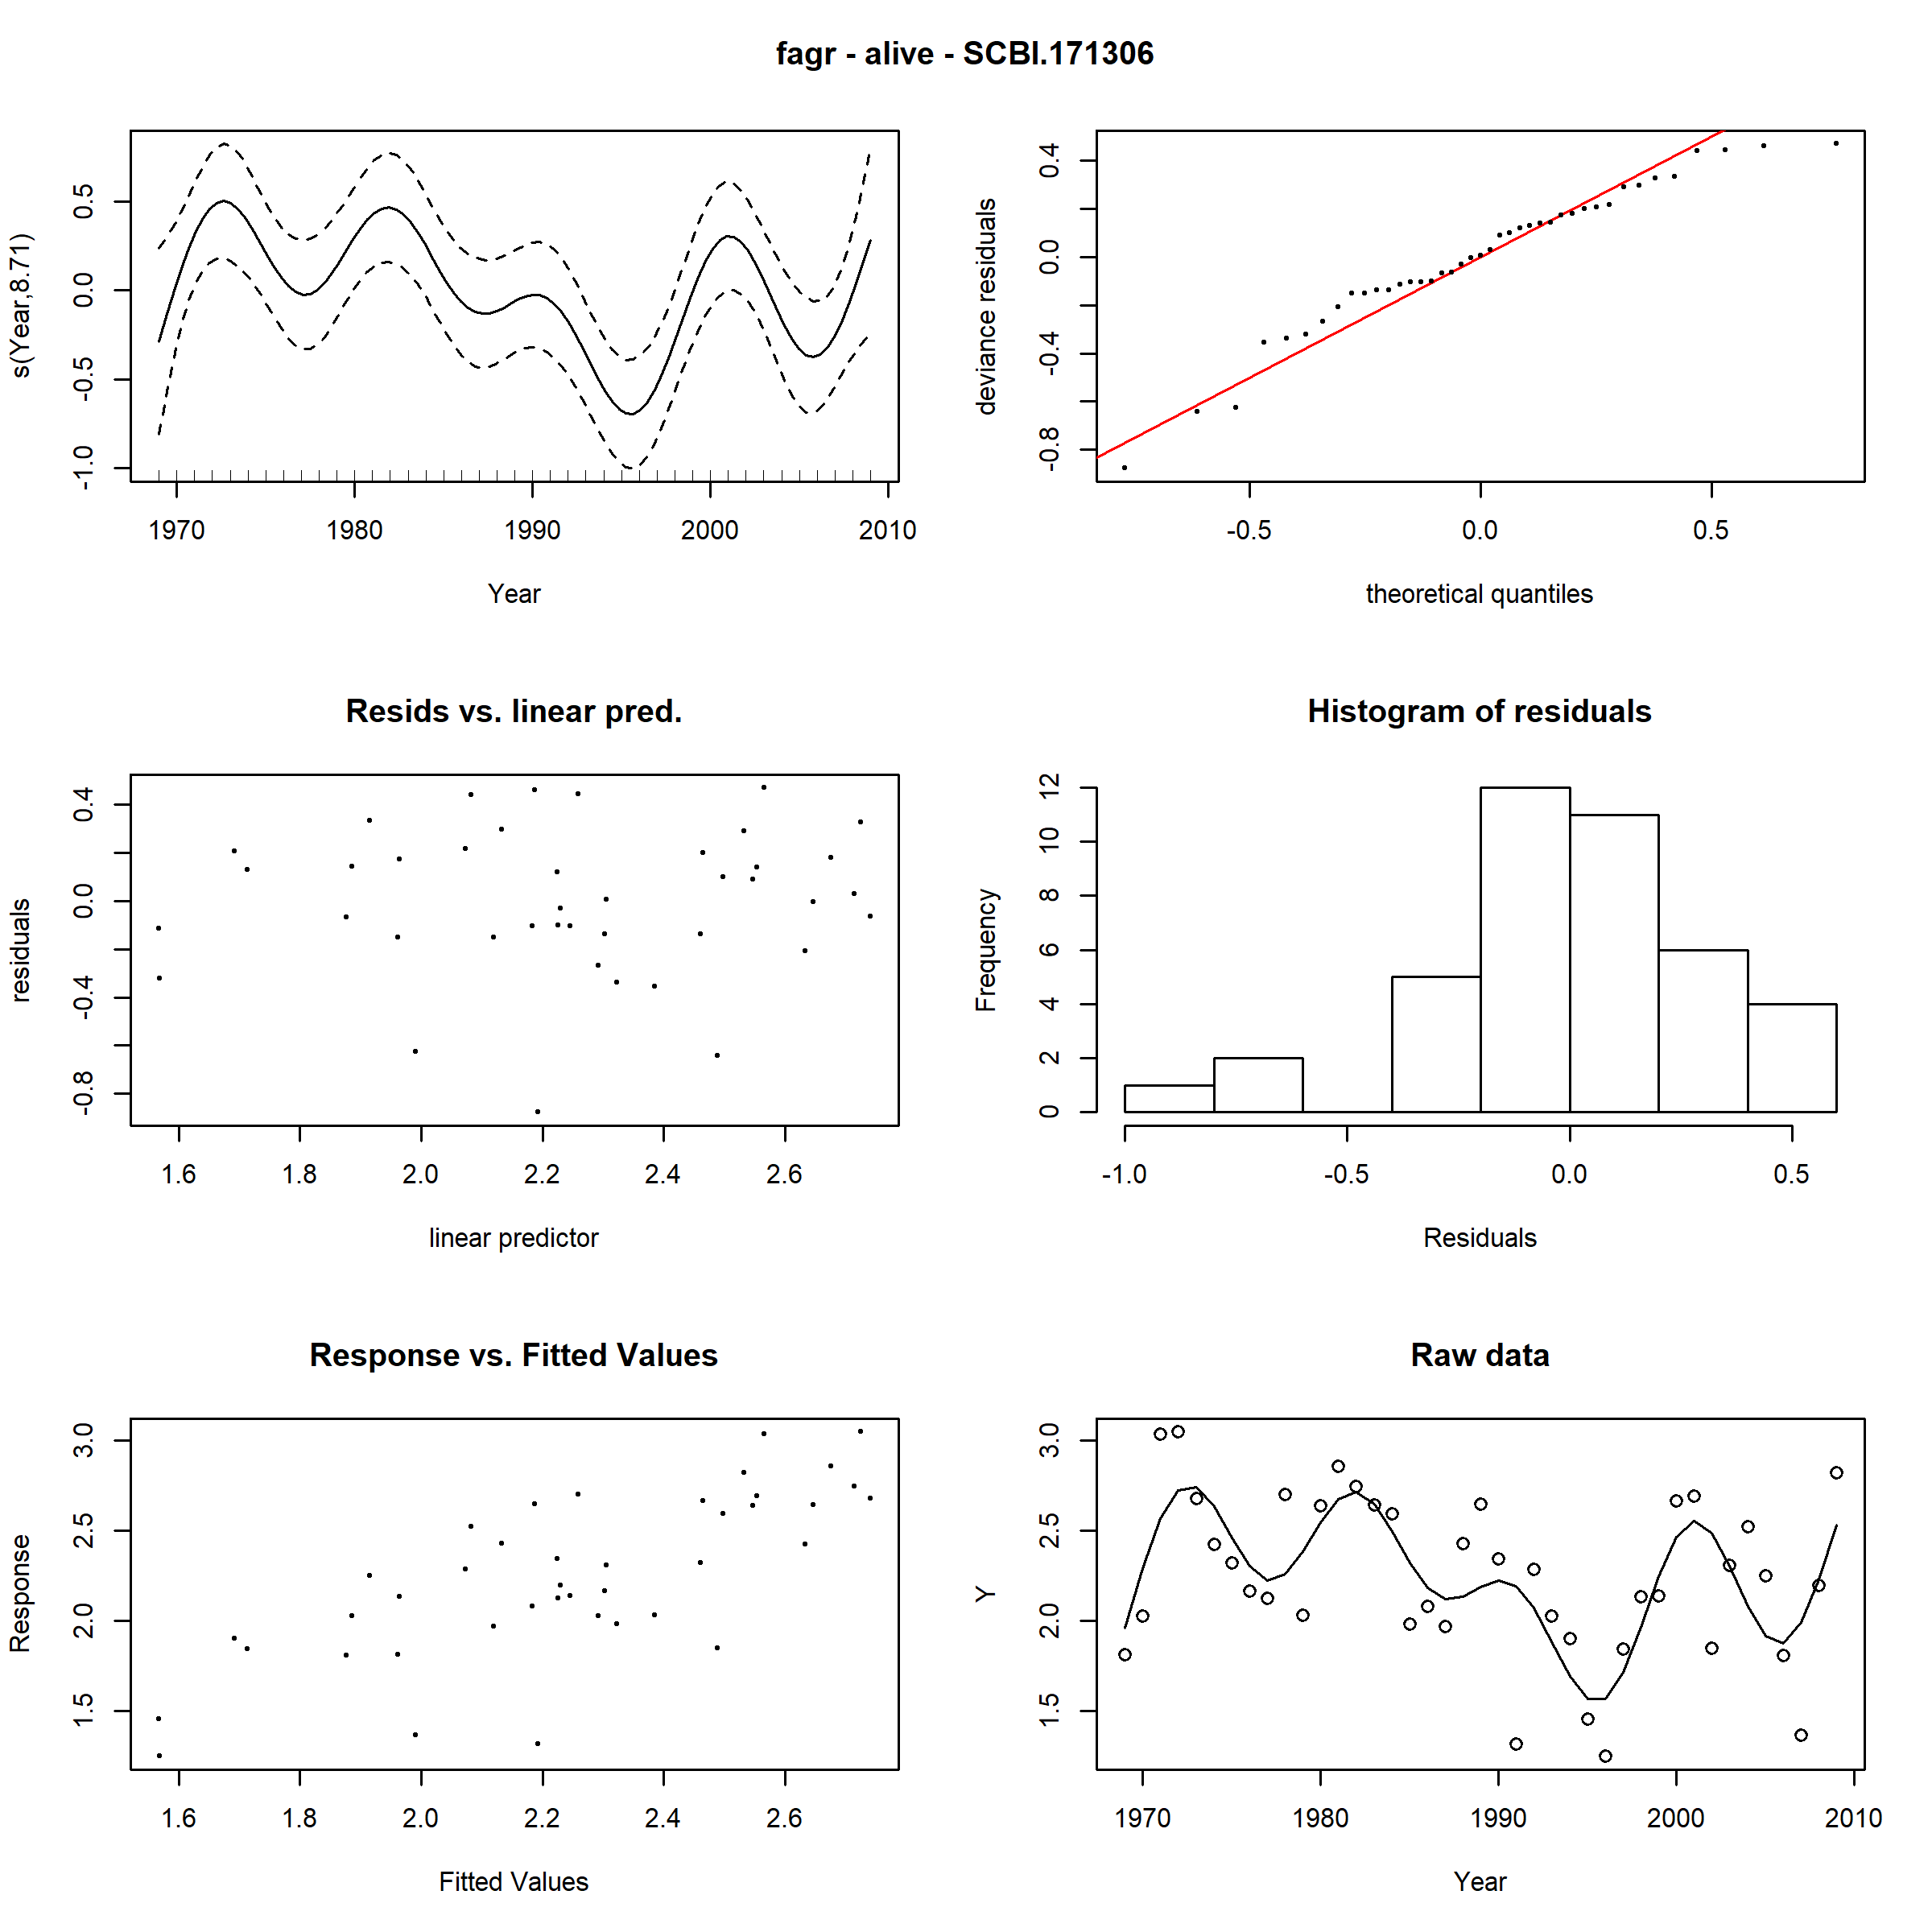 fagr - alive - SCBI.171306
s(Year,8.71)
-1.0 -0.5 0.0 0.5
1970 1980 1990 2000 2010
Year
deviance residuals
-0.8 -0.4 0.0 0.4
-0.5 0.0 0.5
theoretical quantiles
Resids vs. linear pred.
residuals
-0.8 -0.4 0.0 0.4
1.6 1.8 2.0 2.2 2.4 2.6
linear predictor
Histogram of residuals
Frequency
0 2 4 6 8 10 12
-1.0 -0.5 0.0 0.5
Residuals
Response vs. Fitted Values
Response
1.5 2.0 2.5 3.0
1.6 1.8 2.0 2.2 2.4 2.6
Fitted Values
Raw data
Y
1.5 2.0 2.5 3.0
1970 1980 1990 2000 2010
Year